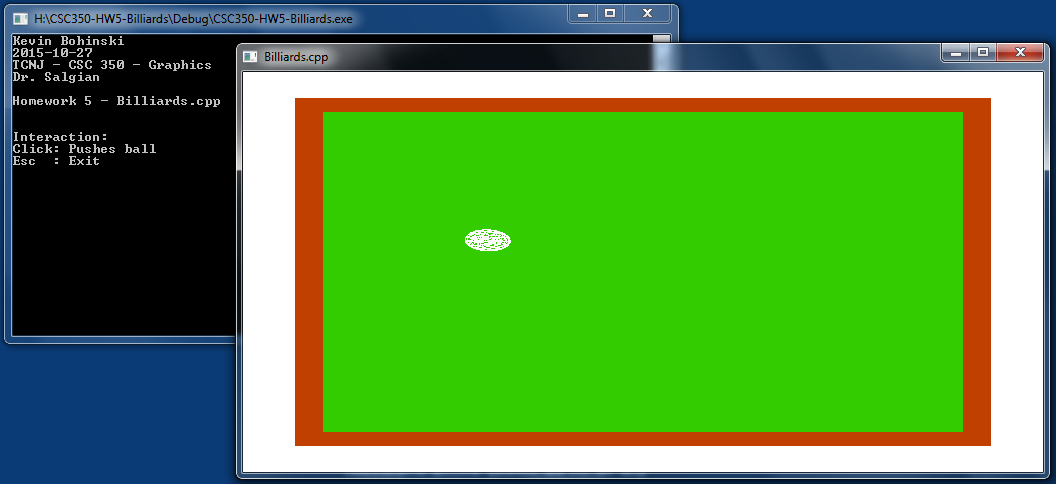 H:\CSC350-HW5-Billiards\Debug\CSC350-HW5-Billiards.exe
Kevin Bohinski
2015-10-27
TCNJ - CSC 350 - Graphics
Dr. Salgian
Homework 5 - Billiards.cpp
Interaction:
Click: Pushes ball
Esc  : Exit
Billiards.cpp